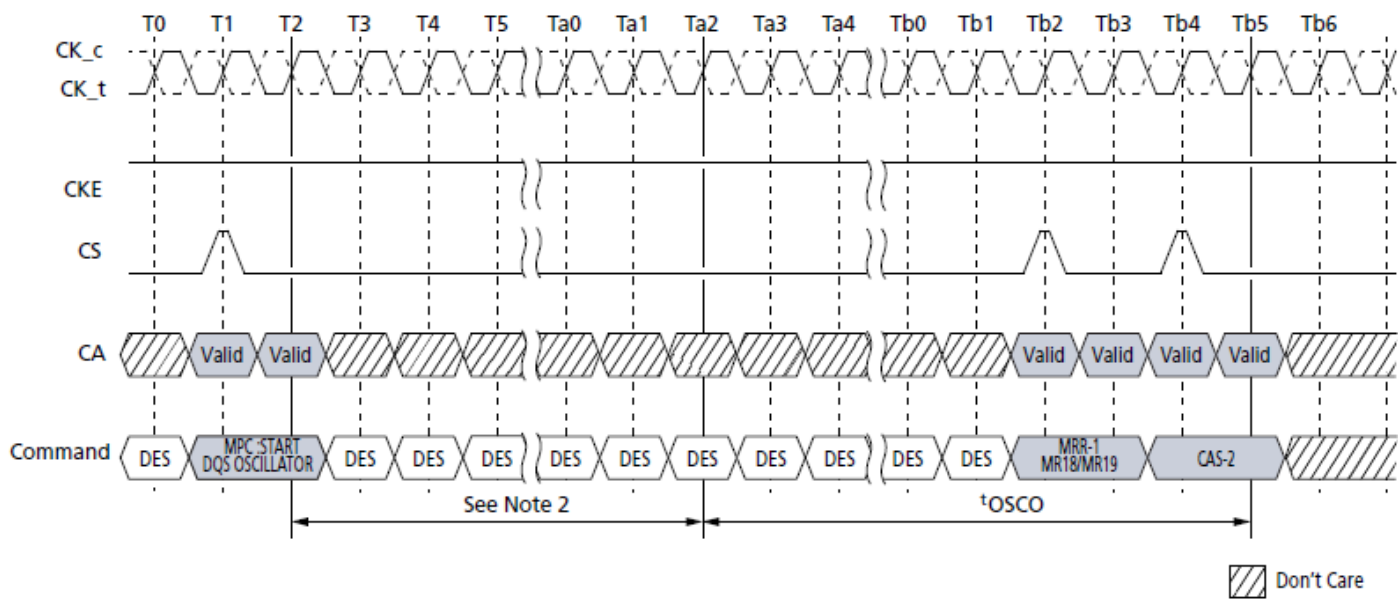 T0 T1 T2 T3 T4 T5 Ta0 Ta1 Ta2 Ta3 Ta4 Tb0 Tb1 Tb2 Tb3 Tb4 Tb5 Tb6
CK_c
CK_t
CKE
CS
CA Valid Valid Valid Valid Valid Valid
Command DES MPC :START DES DES DES DES DES DES DES DES DES DES MRR-1 CAS-2
DQS OSCILLATOR MR18/MR19
See Note 2 tOSCO
Don't Care